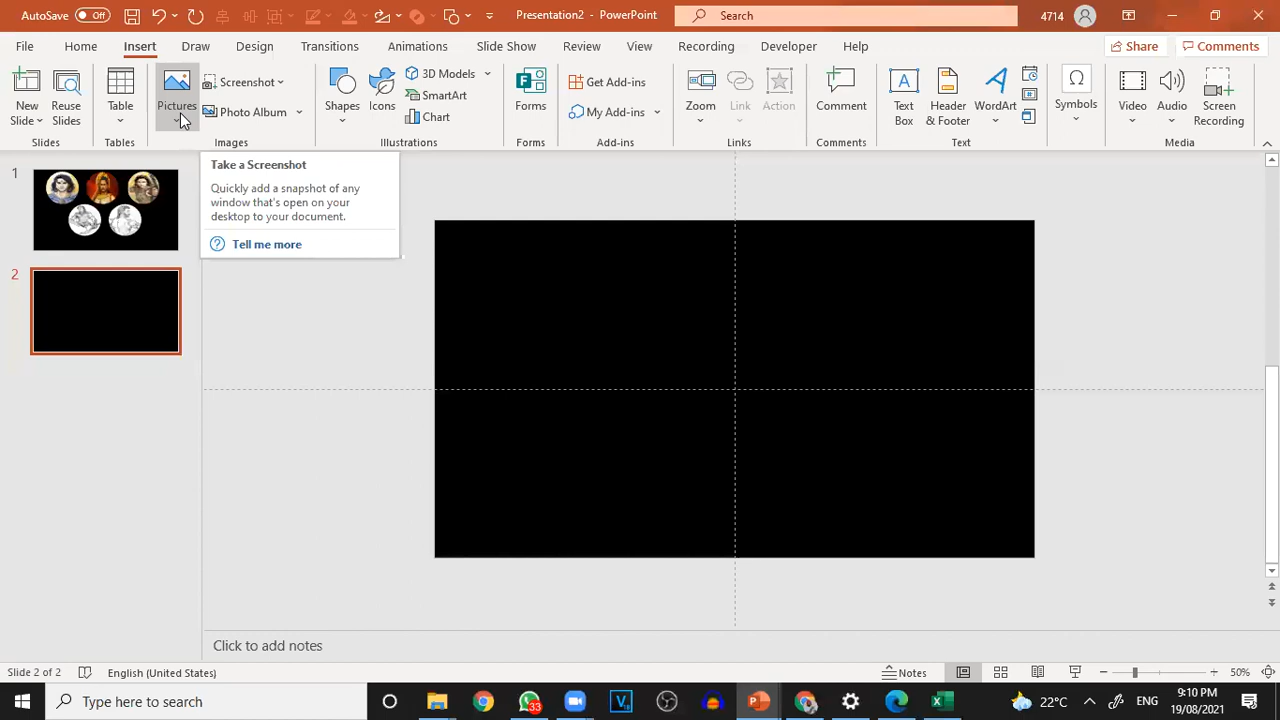 AutoSave Off Presentation2 - PowerPoint Search 4714
File Home Insert Draw Design Transitions Animations Slide Show Review View Recording Developer Help Share Comments
New Slide
Reuse Slides
Slides
Table
Tables
Pictures
Screenshot
Photo Album
Images
Shapes
Icons
3D Models
SmartArt
Chart
Illustrations
Forms
Forms
Get Add-ins
My Add-ins
Add-ins
Zoom
Link
Action
Links
Comment
Comments
Text Box
Header & Footer
WordArt
Text
Symbols
Video
Audio
Screen Recording
Media
1
2
Take a Screenshot
Quickly add a snapshot of any
window that's open on your
desktop to your document.
Tell me more
Click to add notes
Slide 2 of 2 English (United States) Notes 50%
Type here to search 33 22°C ENG 9:10 PM
19/08/2021